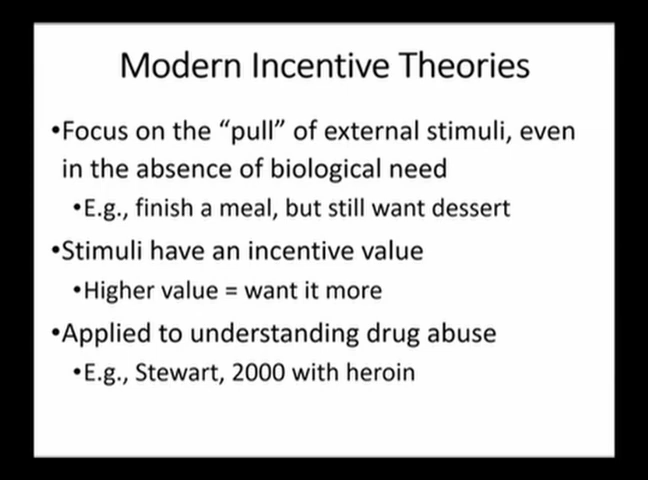 Modern Incentive Theories
•Focus on the “pull” of external stimuli, even
in the absence of biological need
•E.g., finish a meal, but still want dessert
•Stimuli have an incentive value
•Higher value = want it more
•Applied to understanding drug abuse
•E.g., Stewart, 2000 with heroin